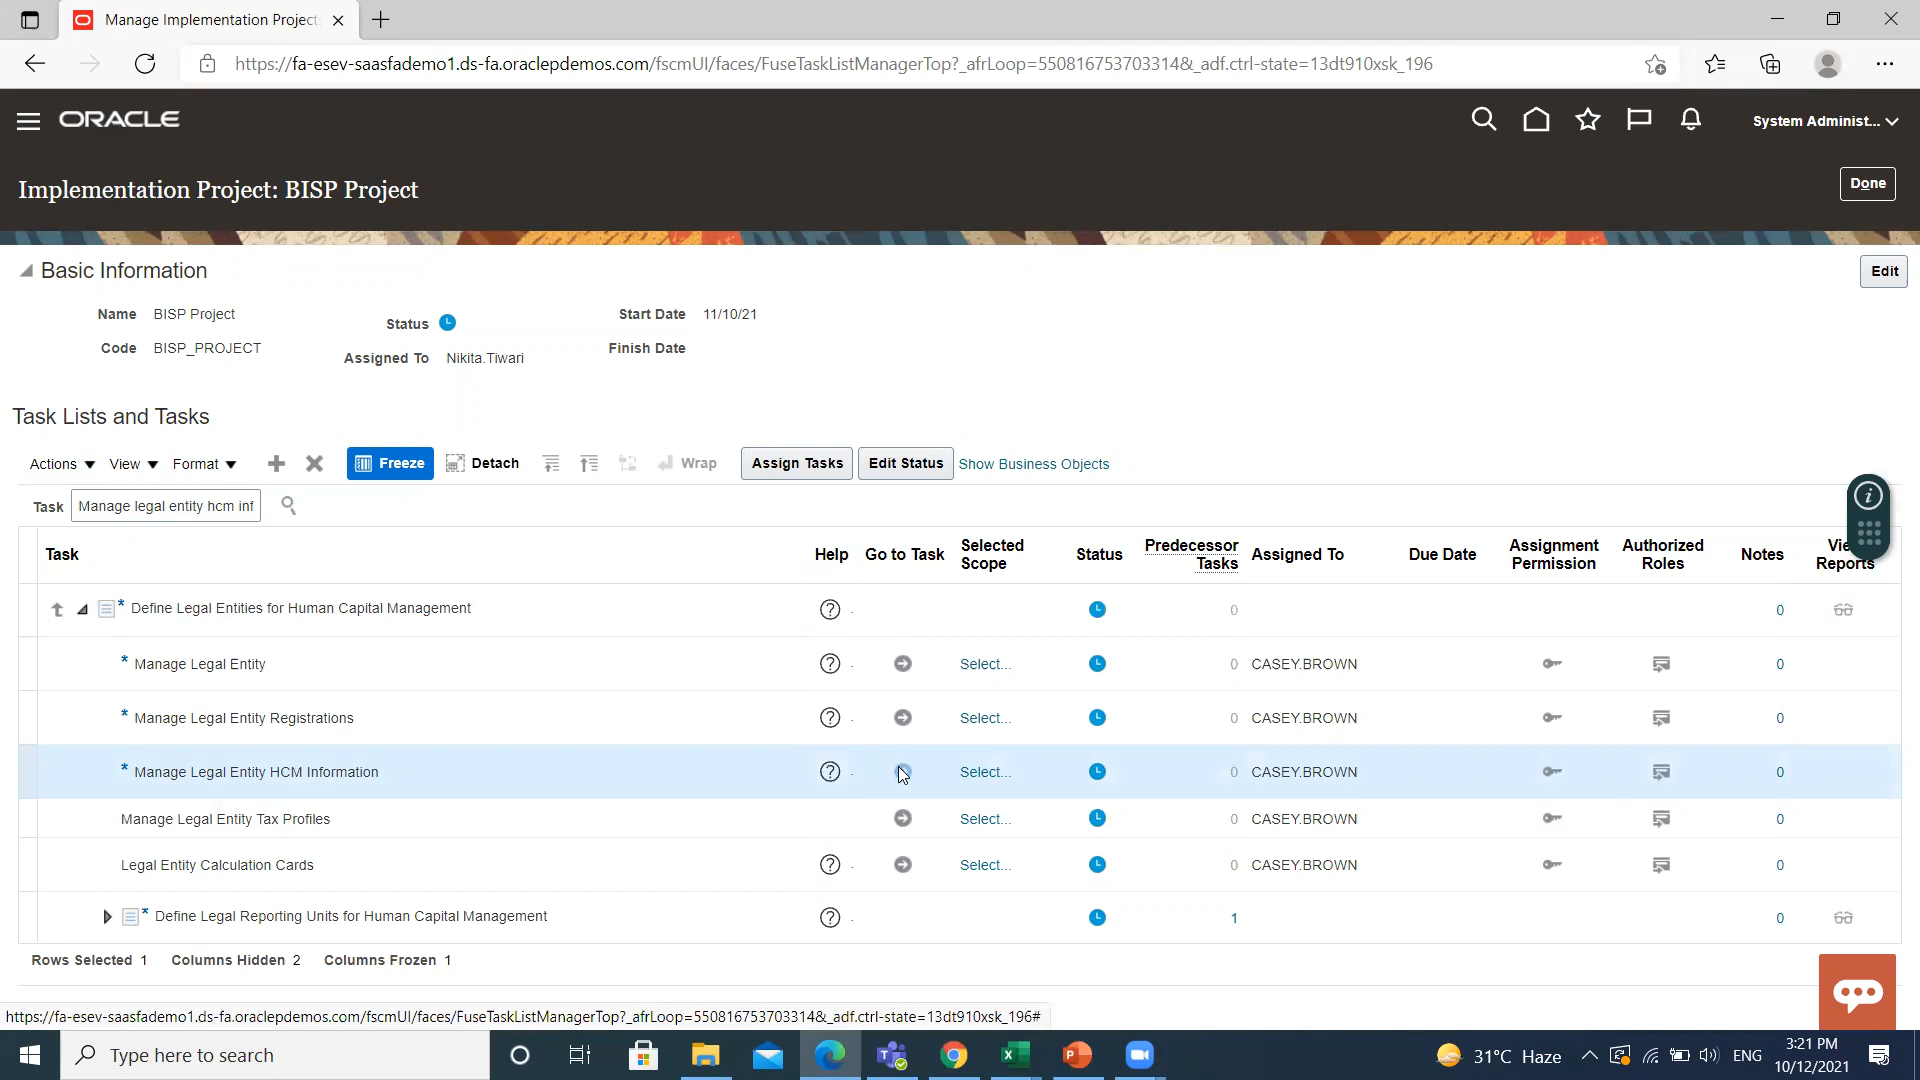 Manage Implementation Project
https://fa-esev-saasfademo1.ds-fa.oraclepdemos.com/fscmUI/faces/FuseTaskListManagerTop?_afrLoop=550816753703314&_adf.ctrl-state=13dt910xsk_196
ORACLE
System Administ...
Implementation Project: BISP Project
Done
Basic Information
Edit
Name BISP Project
Status
Start Date 11/10/21
Code BISP_PROJECT
Assigned To Nikita.Tiwari
Finish Date
Task Lists and Tasks
Actions View Format Freeze Detach Wrap Assign Tasks Edit Status Show Business Objects
Task Manage legal entity hcm inf
Task Help Go to Task Selected Scope Status Predecessor Tasks Assigned To Due Date Assignment Permission Authorized Roles Notes Reports
* Define Legal Entities for Human Capital Management 0 0
* Manage Legal Entity Select... 0 CASEY.BROWN 0
* Manage Legal Entity Registrations Select... 0 CASEY.BROWN 0
* Manage Legal Entity HCM Information Select... 0 CASEY.BROWN 0
Manage Legal Entity Tax Profiles Select... 0 CASEY.BROWN 0
Legal Entity Calculation Cards Select... 0 CASEY.BROWN 0
* Define Legal Reporting Units for Human Capital Management 1 0
Rows Selected 1 Columns Hidden 2 Columns Frozen 1
https://fa-esev-saasfademo1.ds-fa.oraclepdemos.com/fscmUI/faces/FuseTaskListManagerTop?_afrLoop=550816753703314&_adf.ctrl-state=13dt910xsk_196#
Type here to search
31°C Haze
ENG
3:21 PM
10/12/2021